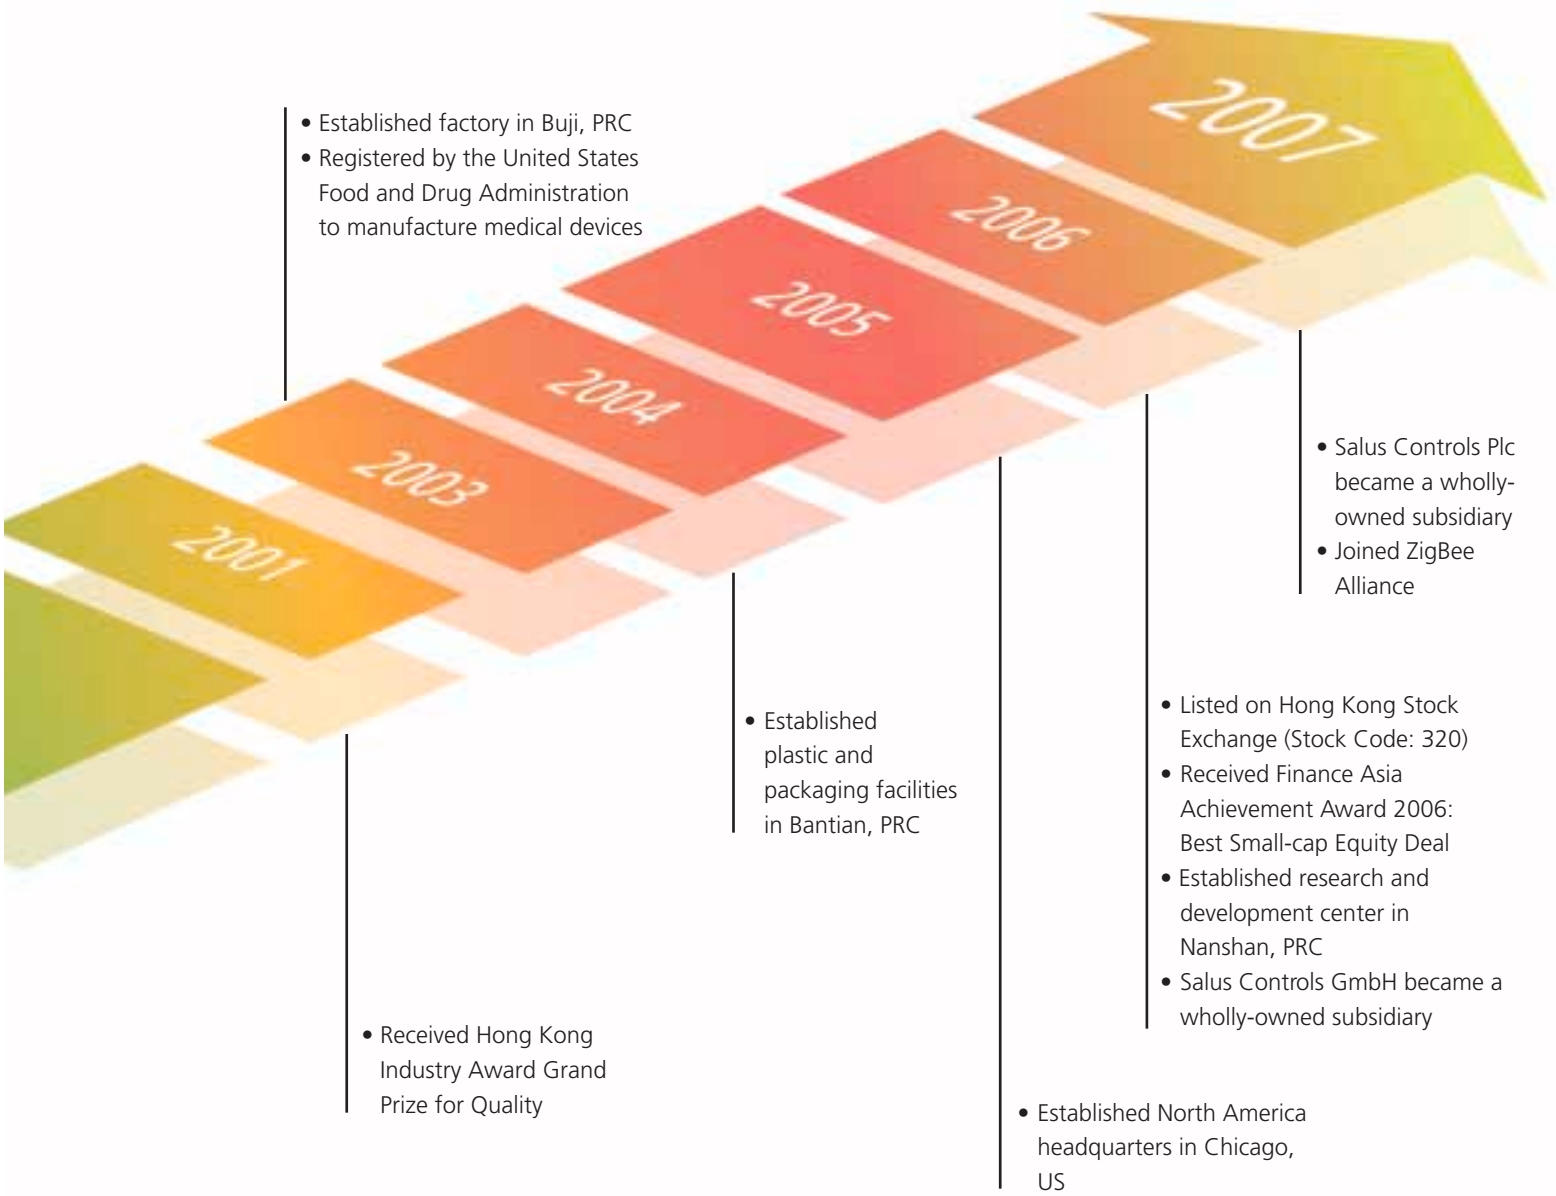 2007
• Established factory in Buji, PRC
• Registered by the United States
Food and Drug Administration
to manufacture medical devices
2006
2005
2004
2003
2001
• Salus Controls Plc
became a wholly-
owned subsidiary
• Joined ZigBee
Alliance
• Listed on Hong Kong Stock
Exchange (Stock Code: 320)
• Received Finance Asia
Achievement Award 2006:
Best Small-cap Equity Deal
• Established research and
development center in
Nanshan, PRC
• Salus Controls GmbH became a
wholly-owned subsidiary
• Established
plastic and
packaging facilities
in Bantian, PRC
• Received Hong Kong
Industry Award Grand
Prize for Quality
• Established North America
headquarters in Chicago,
US